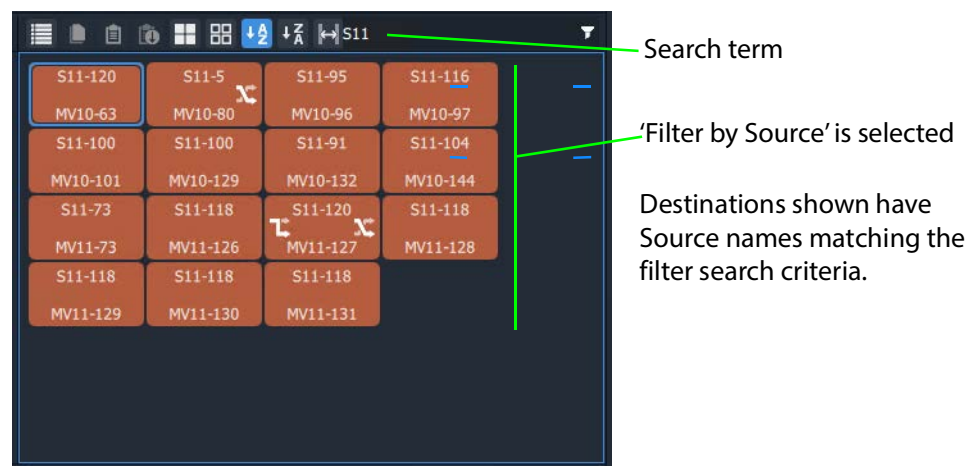 S11
Search term
S11-120 S11-5 S11-95 S11-116
MV10-63 MV10-80 MV10-96 MV10-97
'Filter by Source' is selected
S11-100 S11-100 S11-91 S11-104
MV10-101 MV10-129 MV10-132 MV10-144
S11-73 S11-118 S11-120 S11-118
MV11-73 MV11-126 MV11-127 MV11-128
Destinations shown have
Source names matching the
filter search criteria.
S11-118 S11-118 S11-118
MV11-129 MV11-130 MV11-131